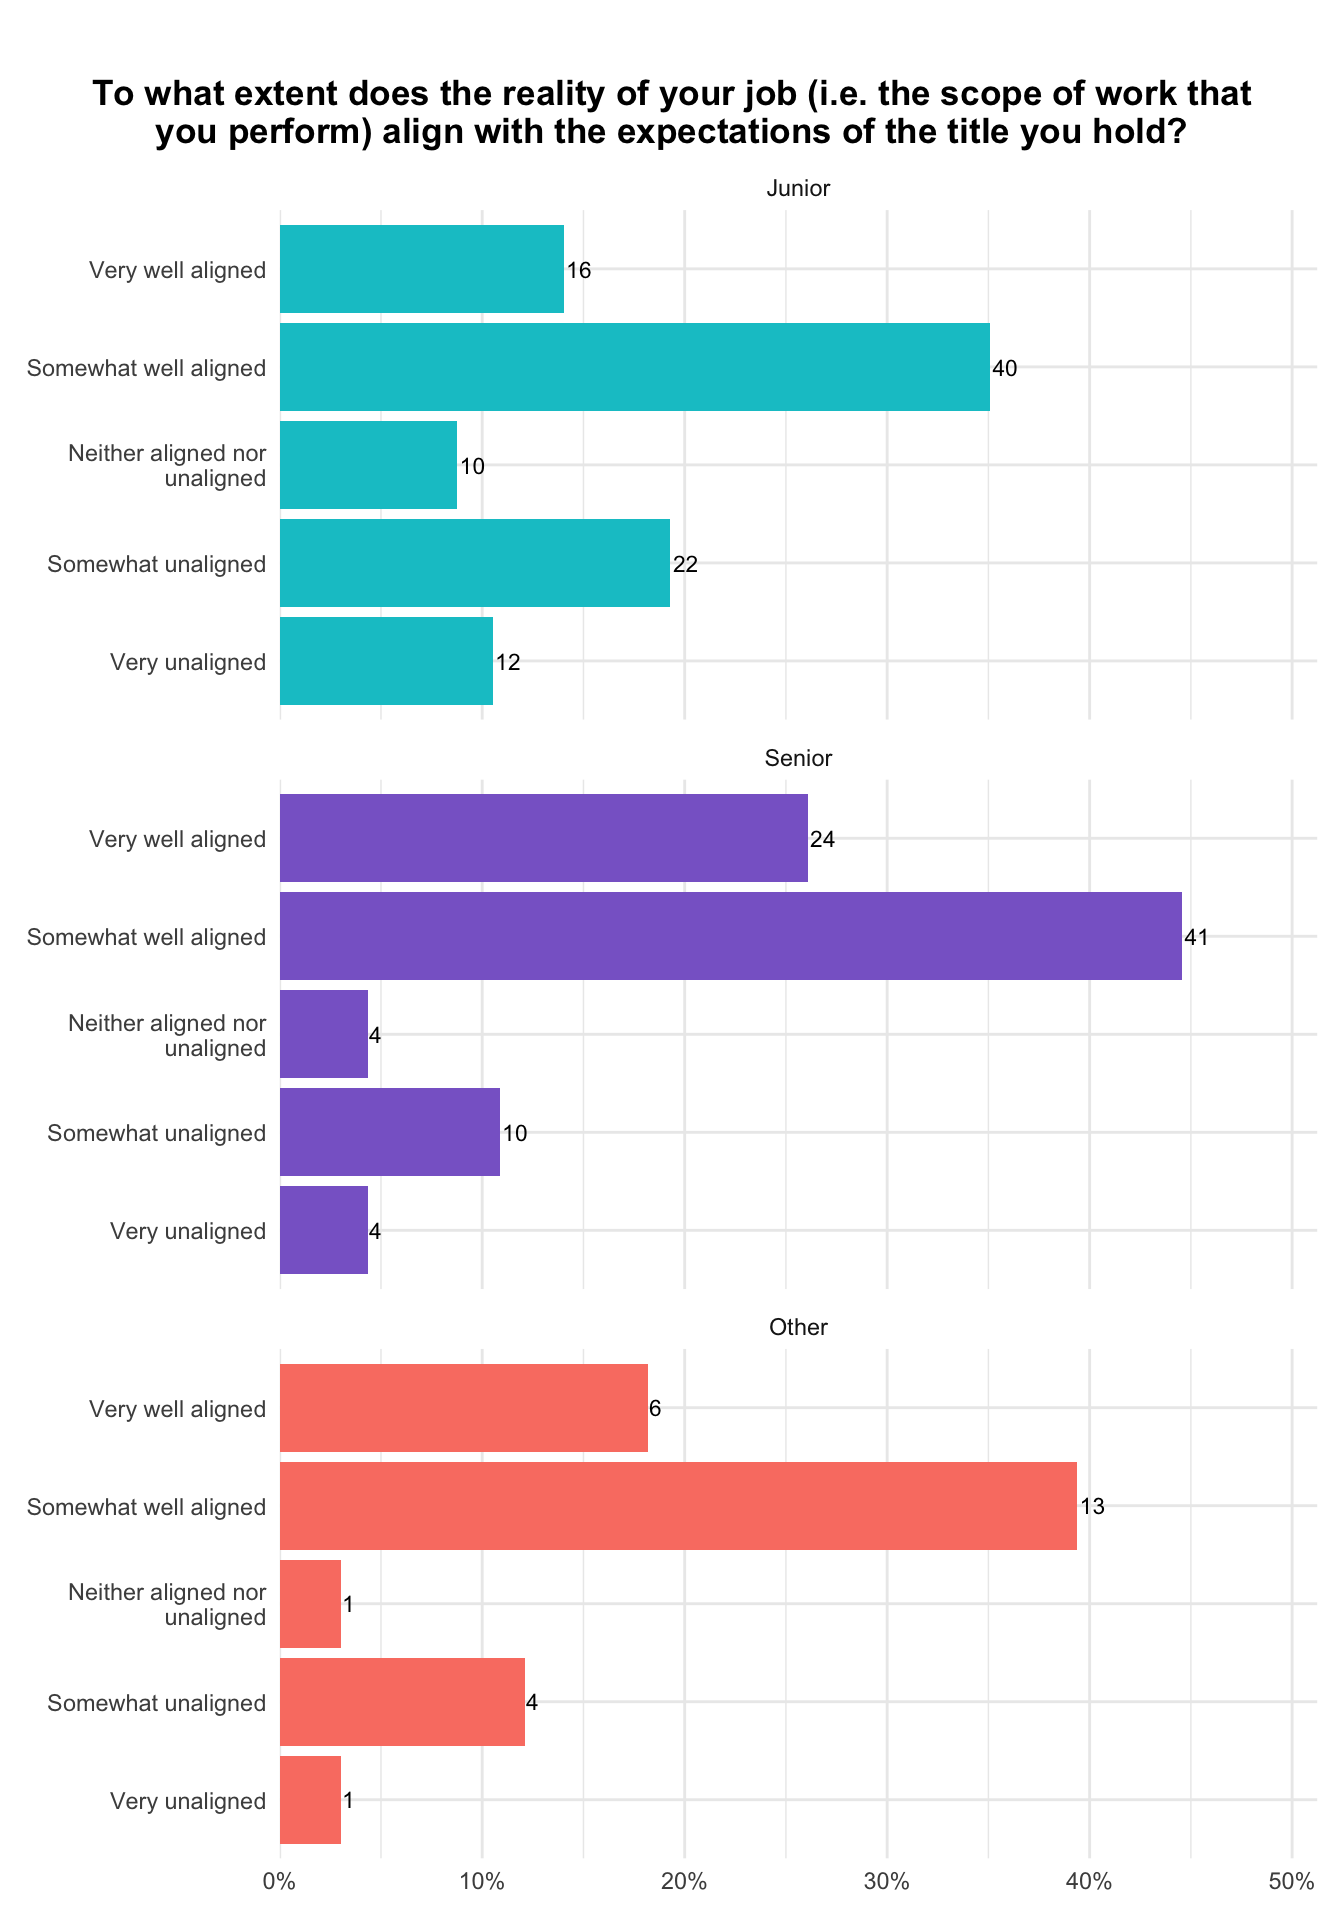 To what extent does the reality of your job (i.e. the scope of work that
you perform) align with the expectations of the title you hold?
Junior
Very well aligned
16
Somewhat well aligned
40
Neither aligned nor
unaligned
10
Somewhat unaligned
22
Very unaligned
12
Senior
Very well aligned
24
Somewhat well aligned
41
Neither aligned nor
unaligned
4
Somewhat unaligned
10
Very unaligned
4
Other
Very well aligned
6
Somewhat well aligned
13
Neither aligned nor
unaligned
1
Somewhat unaligned
4
Very unaligned
1
0% 10% 20% 30% 40% 50%